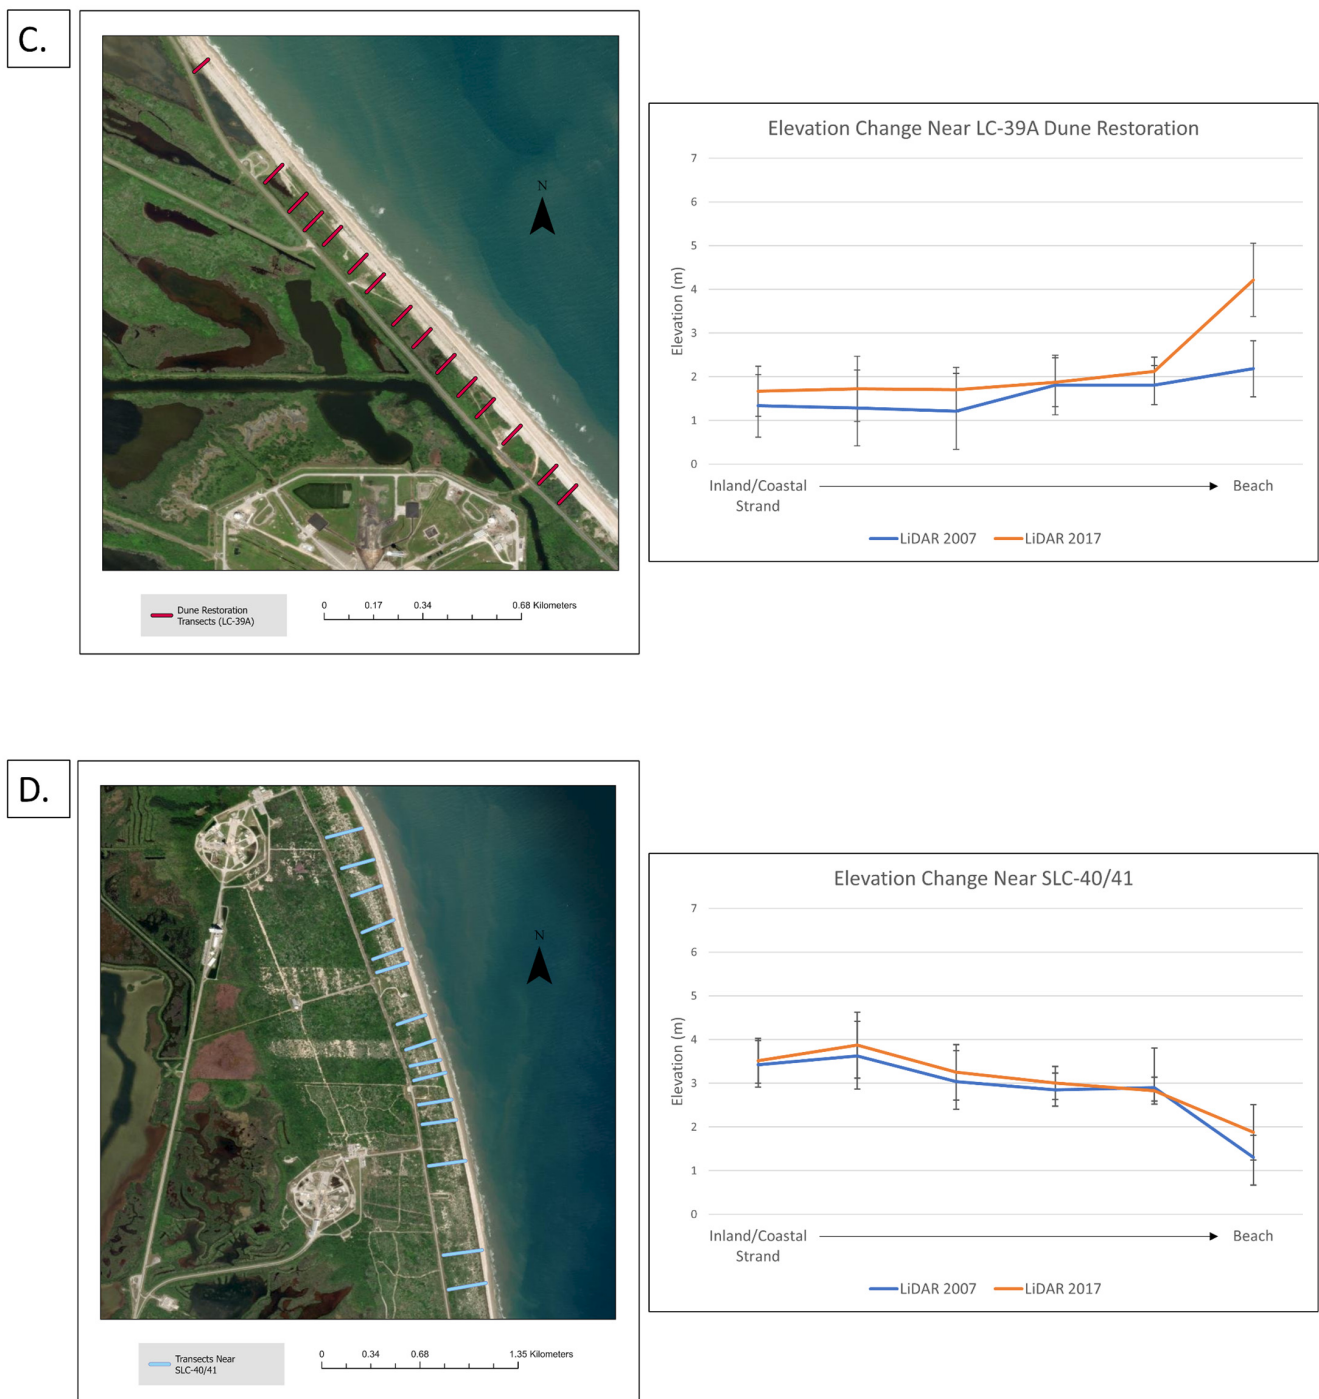 C.
N
Dune Restoration
Transects (LC-39A)
0 0.17 0.34 0.68 Kilometers
Elevation Change Near LC-39A Dune Restoration
7
6
5
4
3
2
1
0
Elevation (m)
Inland/Coastal
Strand
Beach
LiDAR 2007 LiDAR 2017
D.
N
Transects Near
SLC-40/41
0 0.34 0.68 1.35 Kilometers
Elevation Change Near SLC-40/41
7
6
5
4
3
2
1
0
Elevation (m)
Inland/Coastal
Strand
Beach
LiDAR 2007 LiDAR 2017